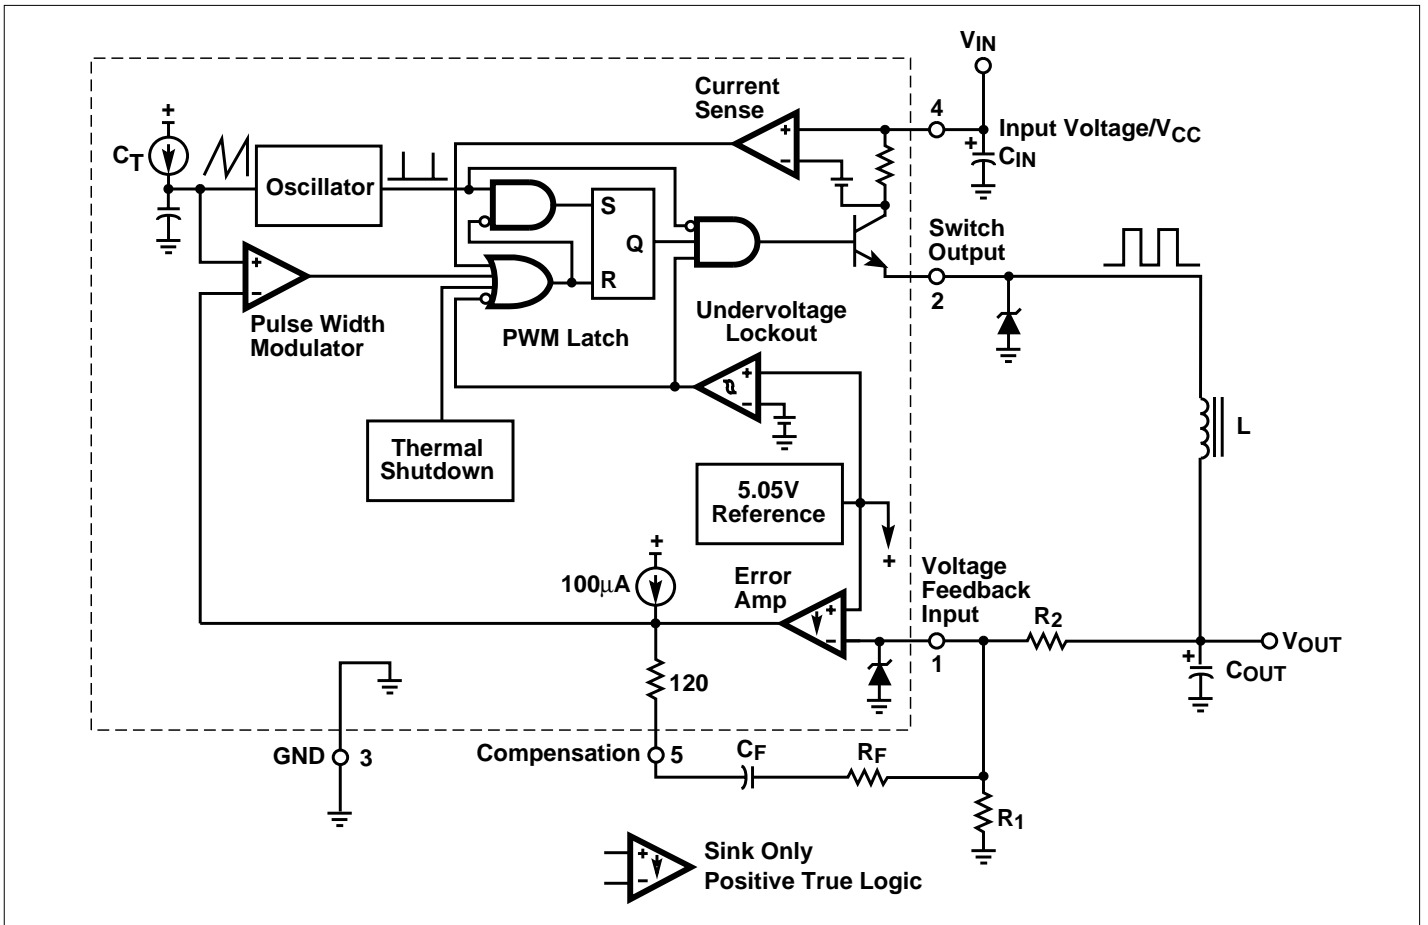 VIN
Current
Sense
4
Input Voltage/VCC
CIN
+
+
−
+
CT
Oscillator
S
Q
R
Switch
Output
2
+
−
Pulse Width
Modulator
PWM Latch
Undervoltage
Lockout
+
−
L
Thermal
Shutdown
5.05V
Reference
+
+
100µA
Error
Amp
+
−
Voltage
Feedback
Input
1
R2
VOUT
+
COUT
120
GND
3
Compensation
5
CF
RF
R1
+
−
Sink Only
Positive True Logic